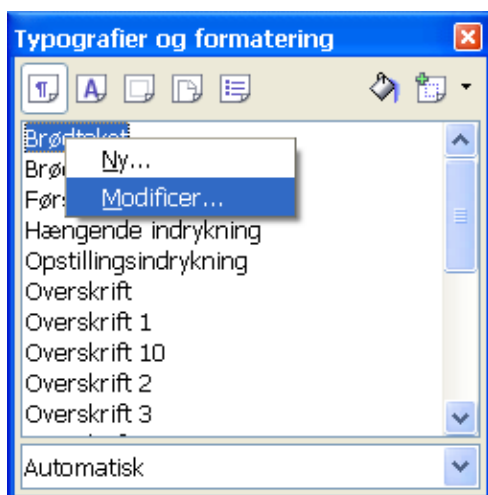 Typografier og formatering
Brødtekst
Ny...
Modificer...
Hængende indrykning
Opstillingsindrykning
Overskrift
Overskrift 1
Overskrift 10
Overskrift 2
Overskrift 3
Automatisk